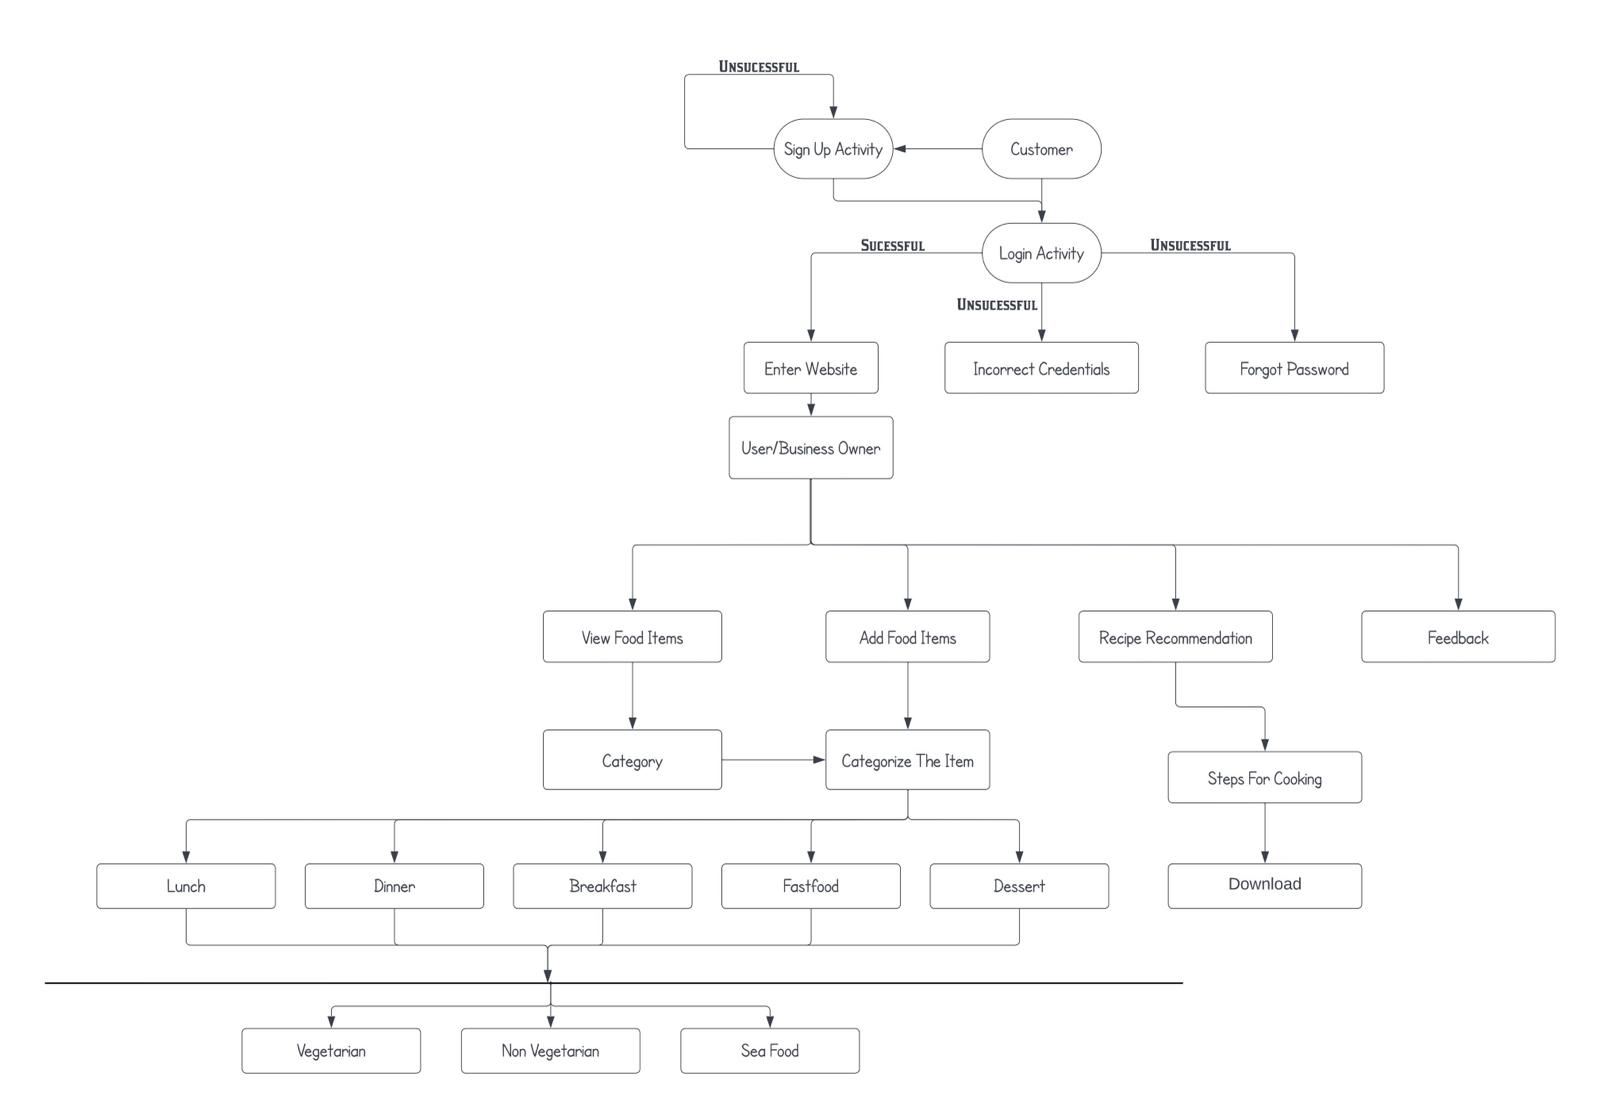 UNSUCESSFUL
Sign Up Activity
Customer
SUCESSFUL
Login Activity
UNSUCESSFUL
UNSUCESSFUL
Enter Website
Incorrect Credentials
Forgot Password
User/Business Owner
View Food Items
Add Food Items
Recipe Recommendation
Feedback
Category
Categorize The Item
Steps For Cooking
Lunch
Dinner
Breakfast
Fastfood
Dessert
Download
Vegetarian
Non Vegetarian
Sea Food